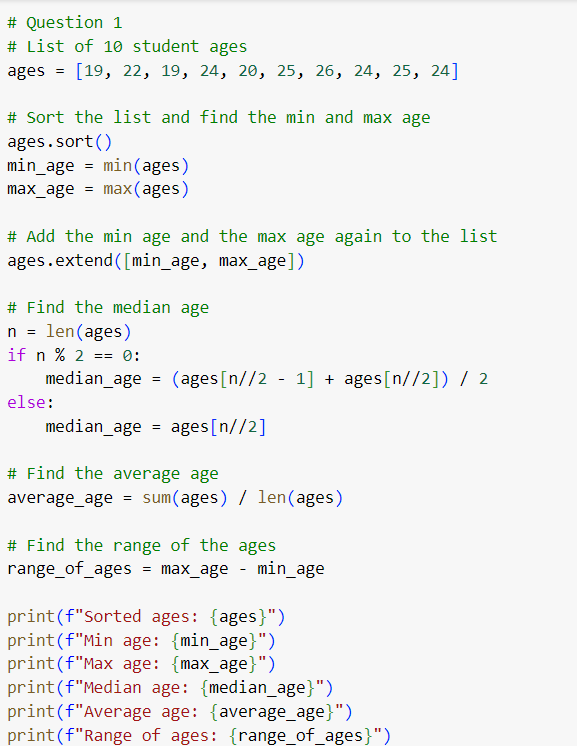 # Question 1
# List of 10 student ages
ages = [19, 22, 19, 24, 20, 25, 26, 24, 25, 24]

# Sort the list and find the min and max age
ages.sort()
min_age = min(ages)
max_age = max(ages)

# Add the min age and the max age again to the list
ages.extend([min_age, max_age])

# Find the median age
n = len(ages)
if n % 2 == 0:
    median_age = (ages[n//2 - 1] + ages[n//2]) / 2
else:
    median_age = ages[n//2]

# Find the average age
average_age = sum(ages) / len(ages)

# Find the range of the ages
range_of_ages = max_age - min_age

print(f"Sorted ages: {ages}")
print(f"Min age: {min_age}")
print(f"Max age: {max_age}")
print(f"Median age: {median_age}")
print(f"Average age: {average_age}")
print(f"Range of ages: {range_of_ages}")